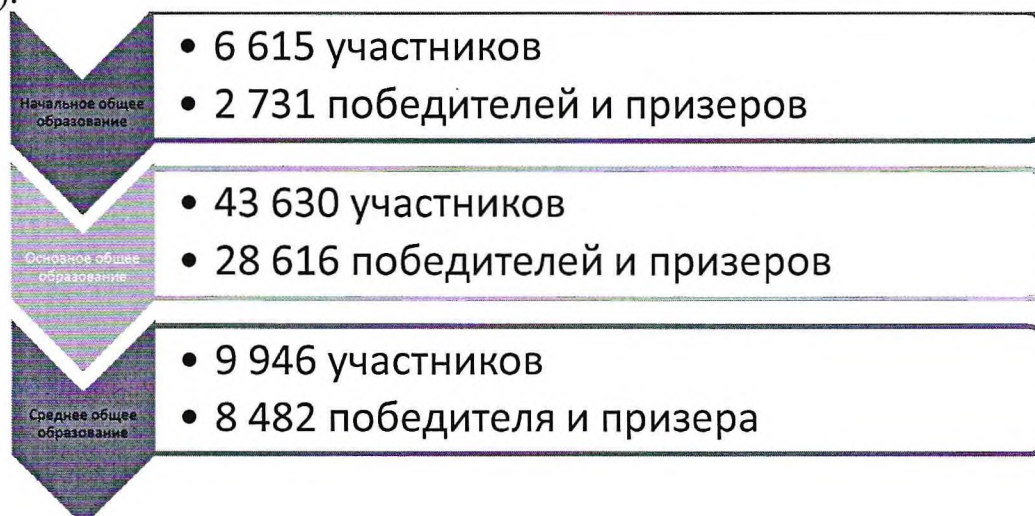 ).
Начальное общее
образование
• 6 615 участников
• 2 731 победителей и призеров
Основное общее
образование
• 43 630 участников
• 28 616 победителей и призеров
Среднее общее
образование
• 9 946 участников
• 8 482 победителя и призера